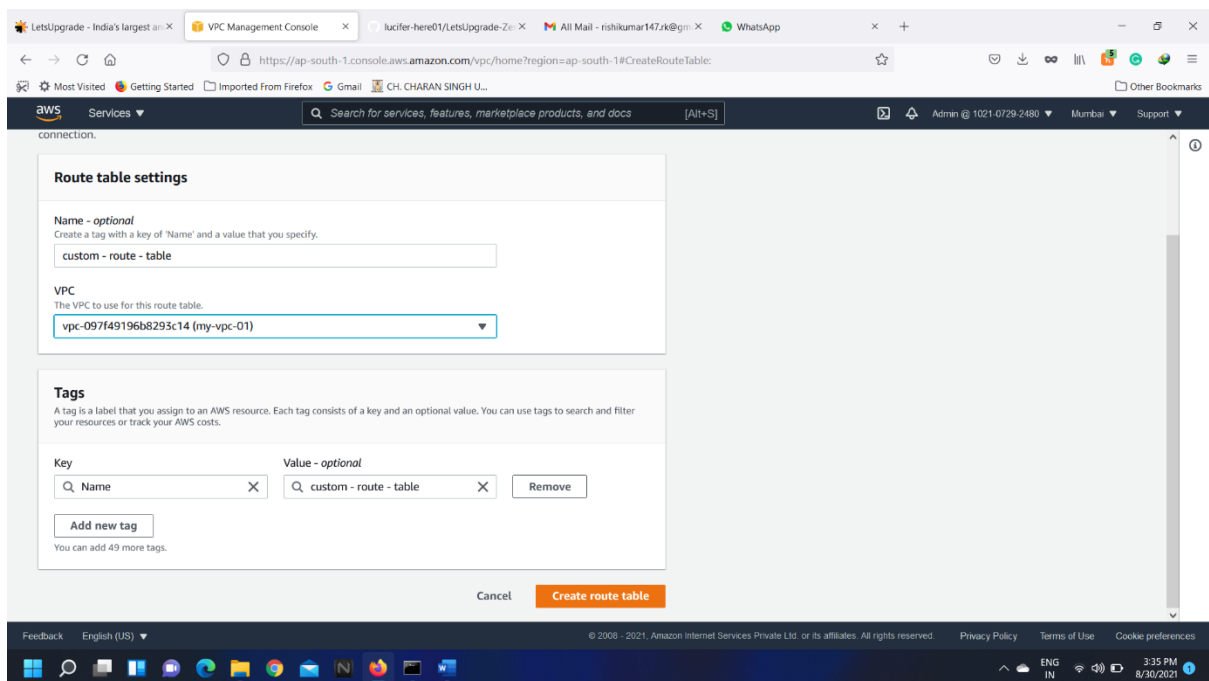 LetsUpgrade - India's largest an
VPC Management Console
lucifer-here01/LetsUpgrade-Ze
All Mail - rishikumar147.rk@gm
WhatsApp
https://ap-south-1.console.aws.amazon.com/vpc/home?region=ap-south-1#CreateRouteTable:
5
Most Visited Getting Started Imported From Firefox Gmail CH. CHARAN SINGH U... Other Bookmarks
aws Services Search for services, features, marketplace products, and docs [Alt+S] Admin @ 1021-0729-2480 Mumbai Support
connection.
Route table settings
Name - optional
Create a tag with a key of 'Name' and a value that you specify.
custom - route - table
VPC
The VPC to use for this route table.
vpc-097f49196b8293c14 (my-vpc-01)
Tags
A tag is a label that you assign to an AWS resource. Each tag consists of a key and an optional value. You can use tags to search and filter
your resources or track your AWS costs.
Key Value - optional
Name custom - route - table Remove
Add new tag
You can add 49 more tags.
Cancel Create route table
Feedback English (US) © 2008 - 2021, Amazon Internet Services Private Ltd. or its affiliates. All rights reserved. Privacy Policy Terms of Use Cookie preferences
ENG 3:35 PM
IN 8/30/2021 1